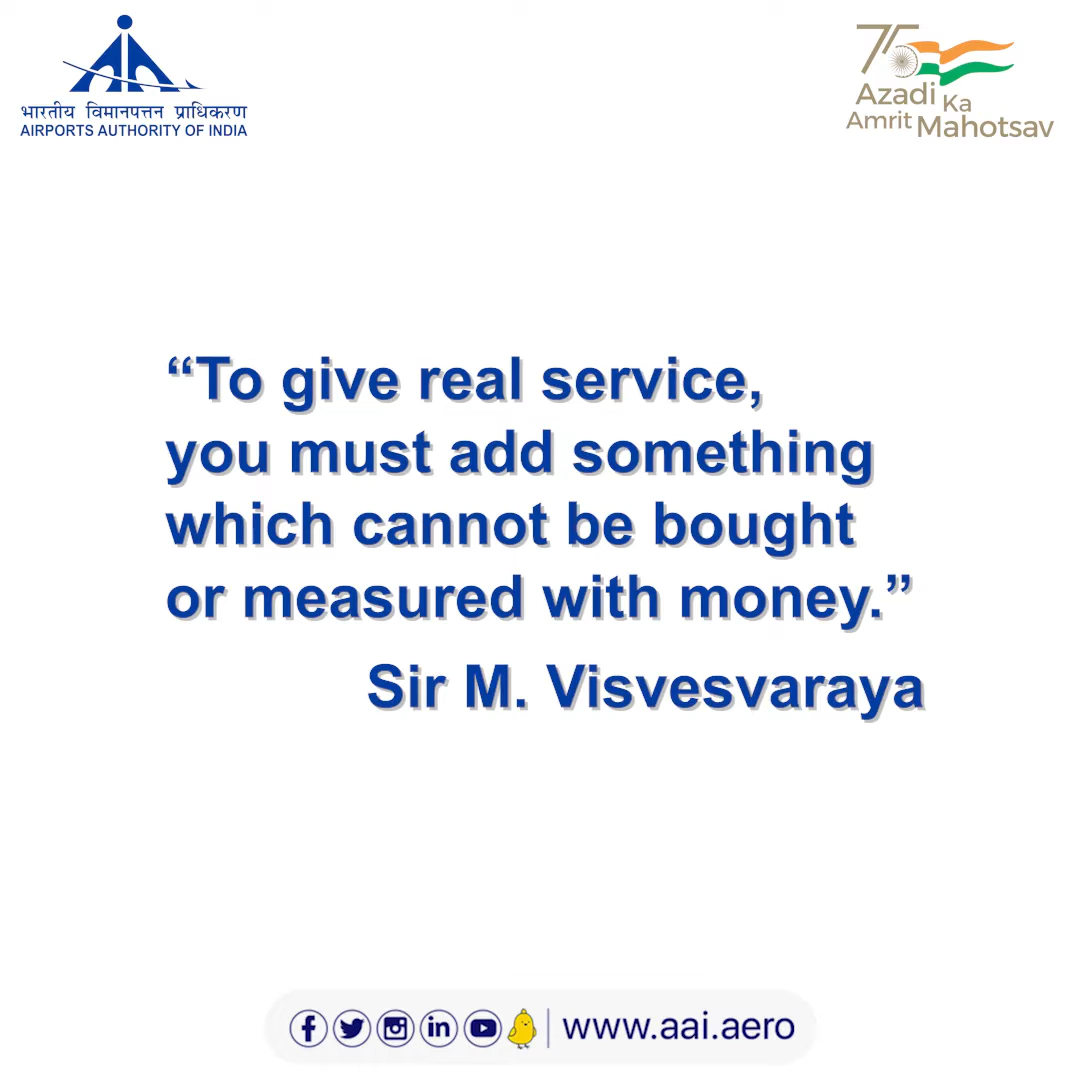 भारतीय विमानपत्तन प्राधिकरण
AIRPORTS AUTHORITY OF INDIA
75
Azadi Ka
Amrit Mahotsav
“To give real service,
you must add something
which cannot be bought
or measured with money.”
Sir M. Visvesvaraya
www.aai.aero